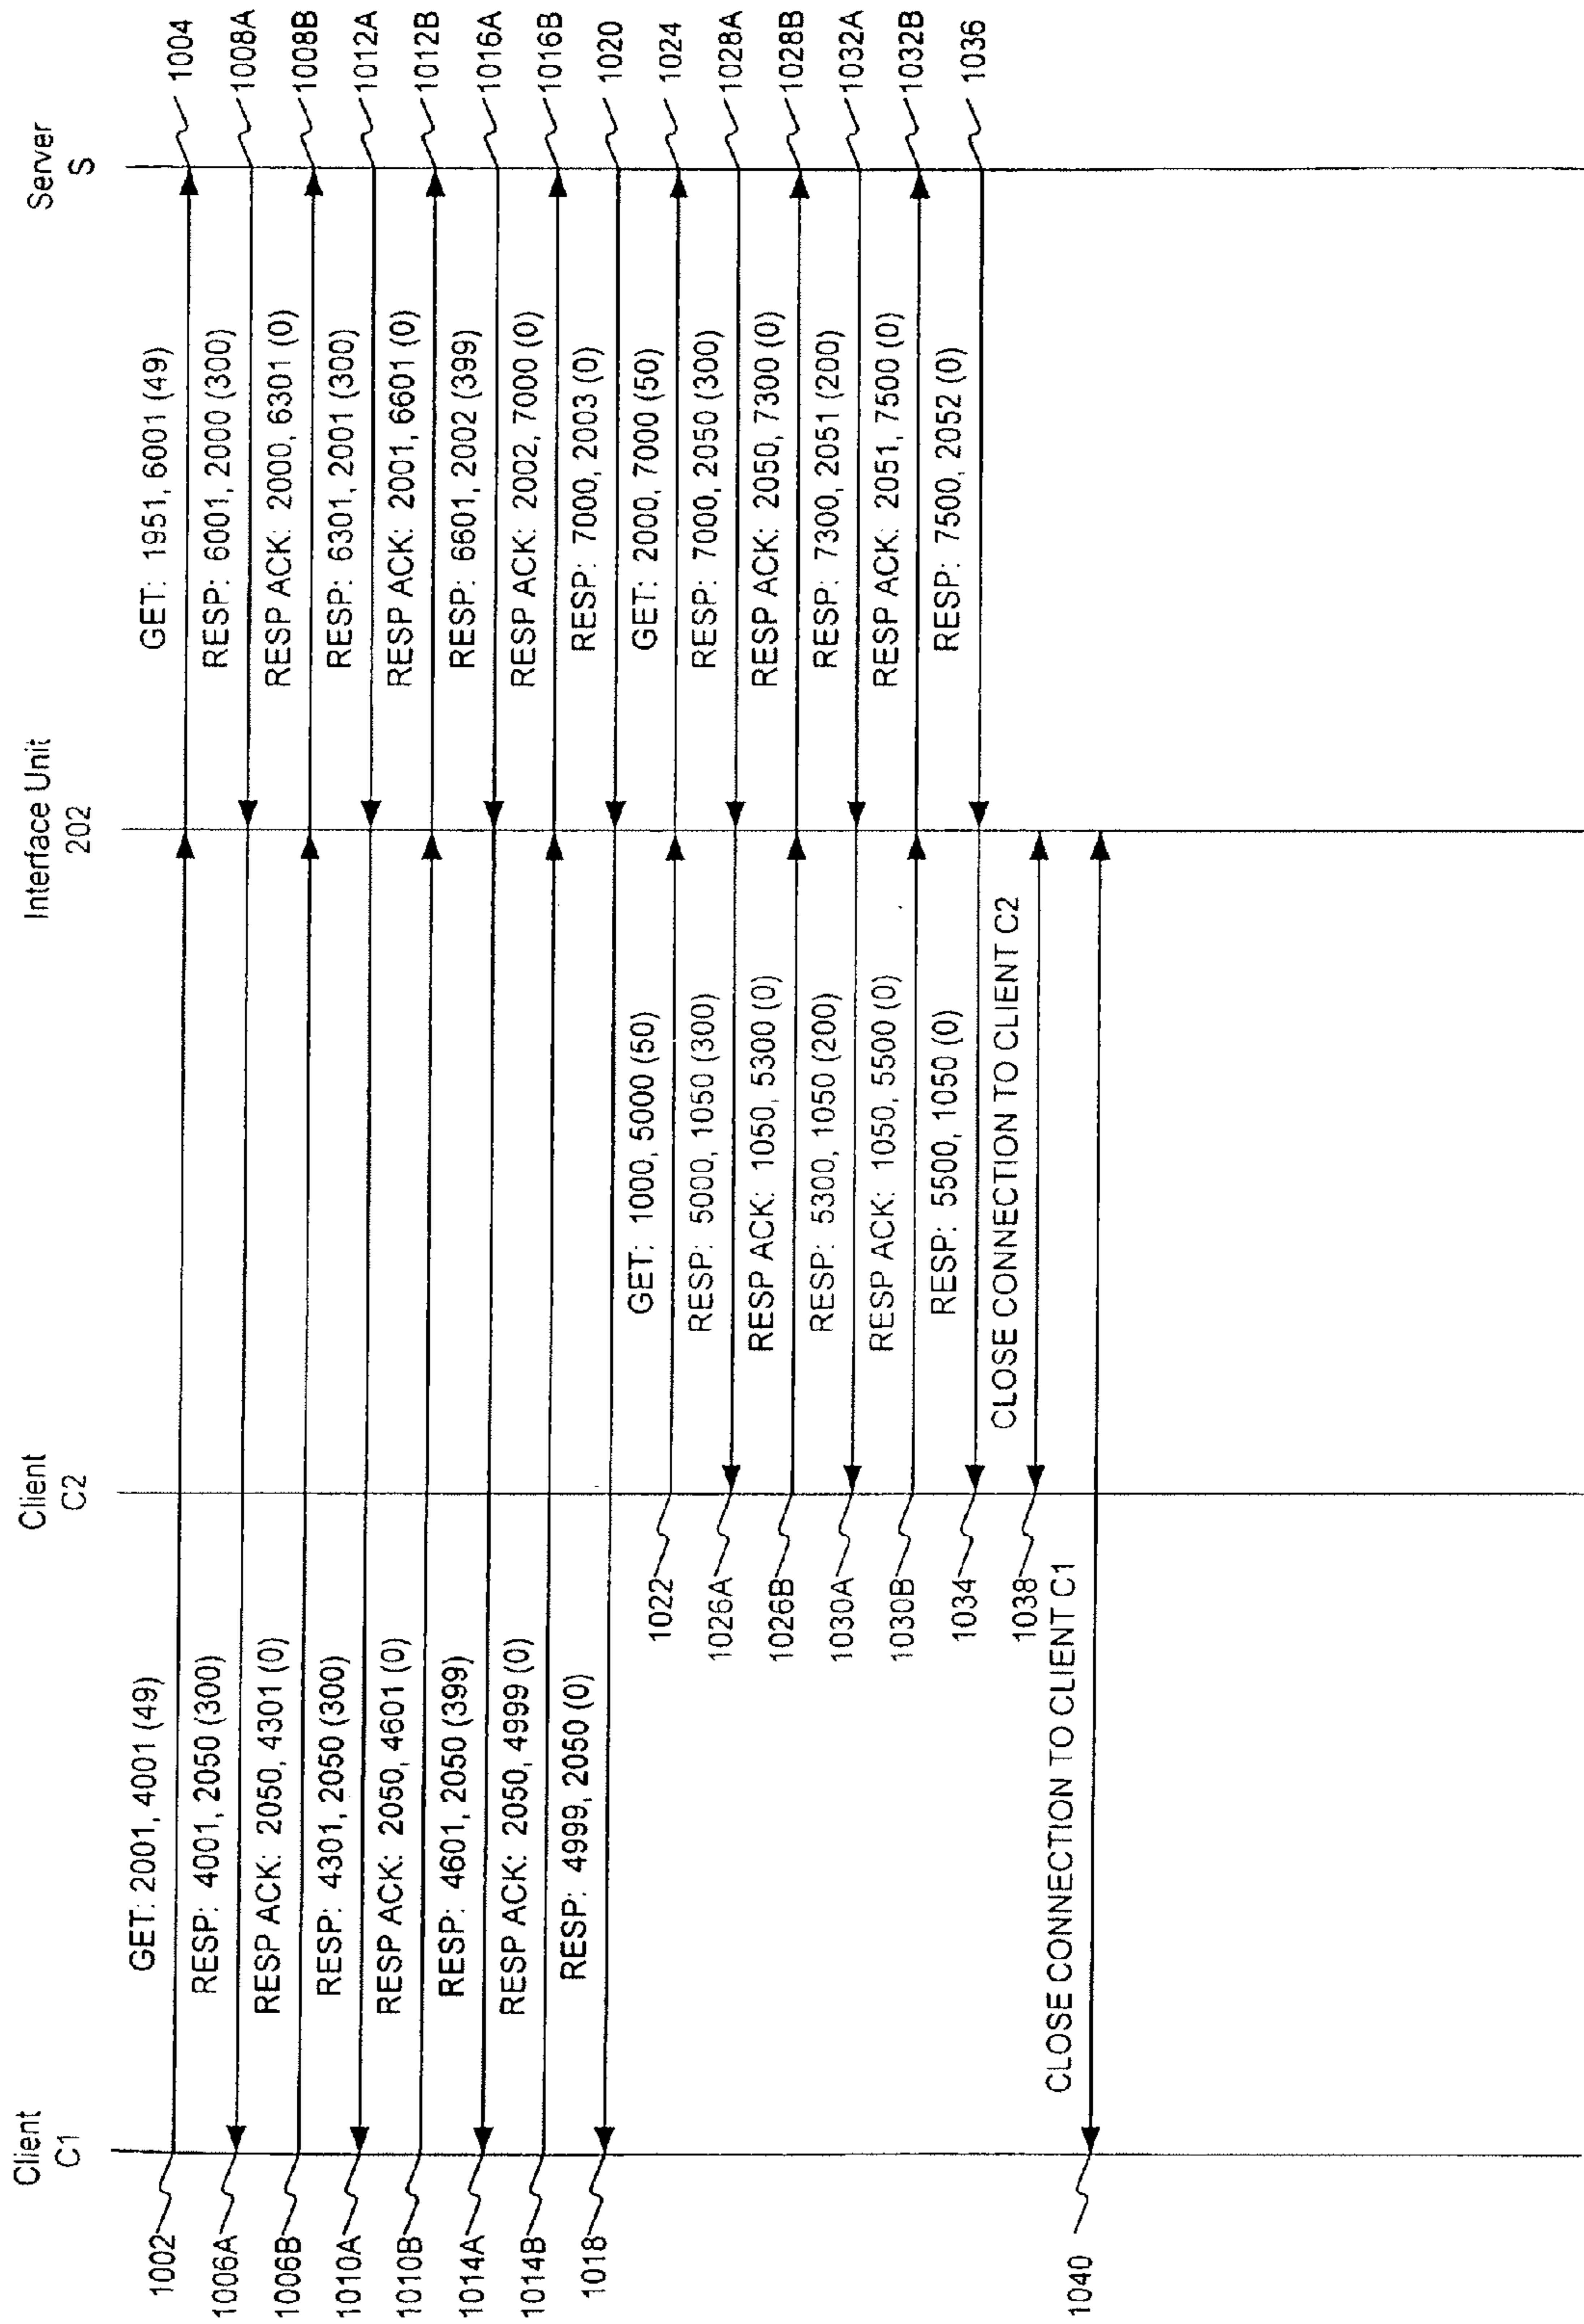 Client
C1
Client
C2
Interface Unit
202
Server
S
1002
GET: 2001, 4001 (49)
GET: 1951, 6001 (49)
1004
1006A
RESP: 4001, 2050 (300)
RESP: 6001, 2000 (300)
1008A
1006B
RESP ACK: 2050, 4301 (0)
RESP ACK: 2000, 6301 (0)
1008B
1010A
RESP: 4301, 2050 (300)
RESP: 6301, 2001 (300)
1012A
1010B
RESP ACK: 2050, 4601 (0)
RESP ACK: 2001, 6601 (0)
1012B
1014A
RESP: 4601, 2050 (399)
RESP: 6601, 2002 (399)
1016A
1014B
RESP ACK: 2050, 4999 (0)
RESP ACK: 2002, 7000 (0)
1016B
1018
RESP: 4999, 2050 (0)
RESP: 7000, 2003 (0)
1020
1022
GET: 1000, 5000 (50)
GET: 2000, 7000 (50)
1024
1026A
RESP: 5000, 1050 (300)
RESP: 7000, 2050 (300)
1028A
1026B
RESP ACK: 1050, 5300 (0)
RESP ACK: 2050, 7300 (0)
1028B
1030A
RESP: 5300, 1050 (200)
RESP: 7300, 2051 (200)
1032A
1030B
RESP ACK: 1050, 5500 (0)
RESP ACK: 2051, 7500 (0)
1032B
1034
RESP: 5500, 1050 (0)
RESP: 7500, 2052 (0)
1036
1038
CLOSE CONNECTION TO CLIENT C2
1040
CLOSE CONNECTION TO CLIENT C1